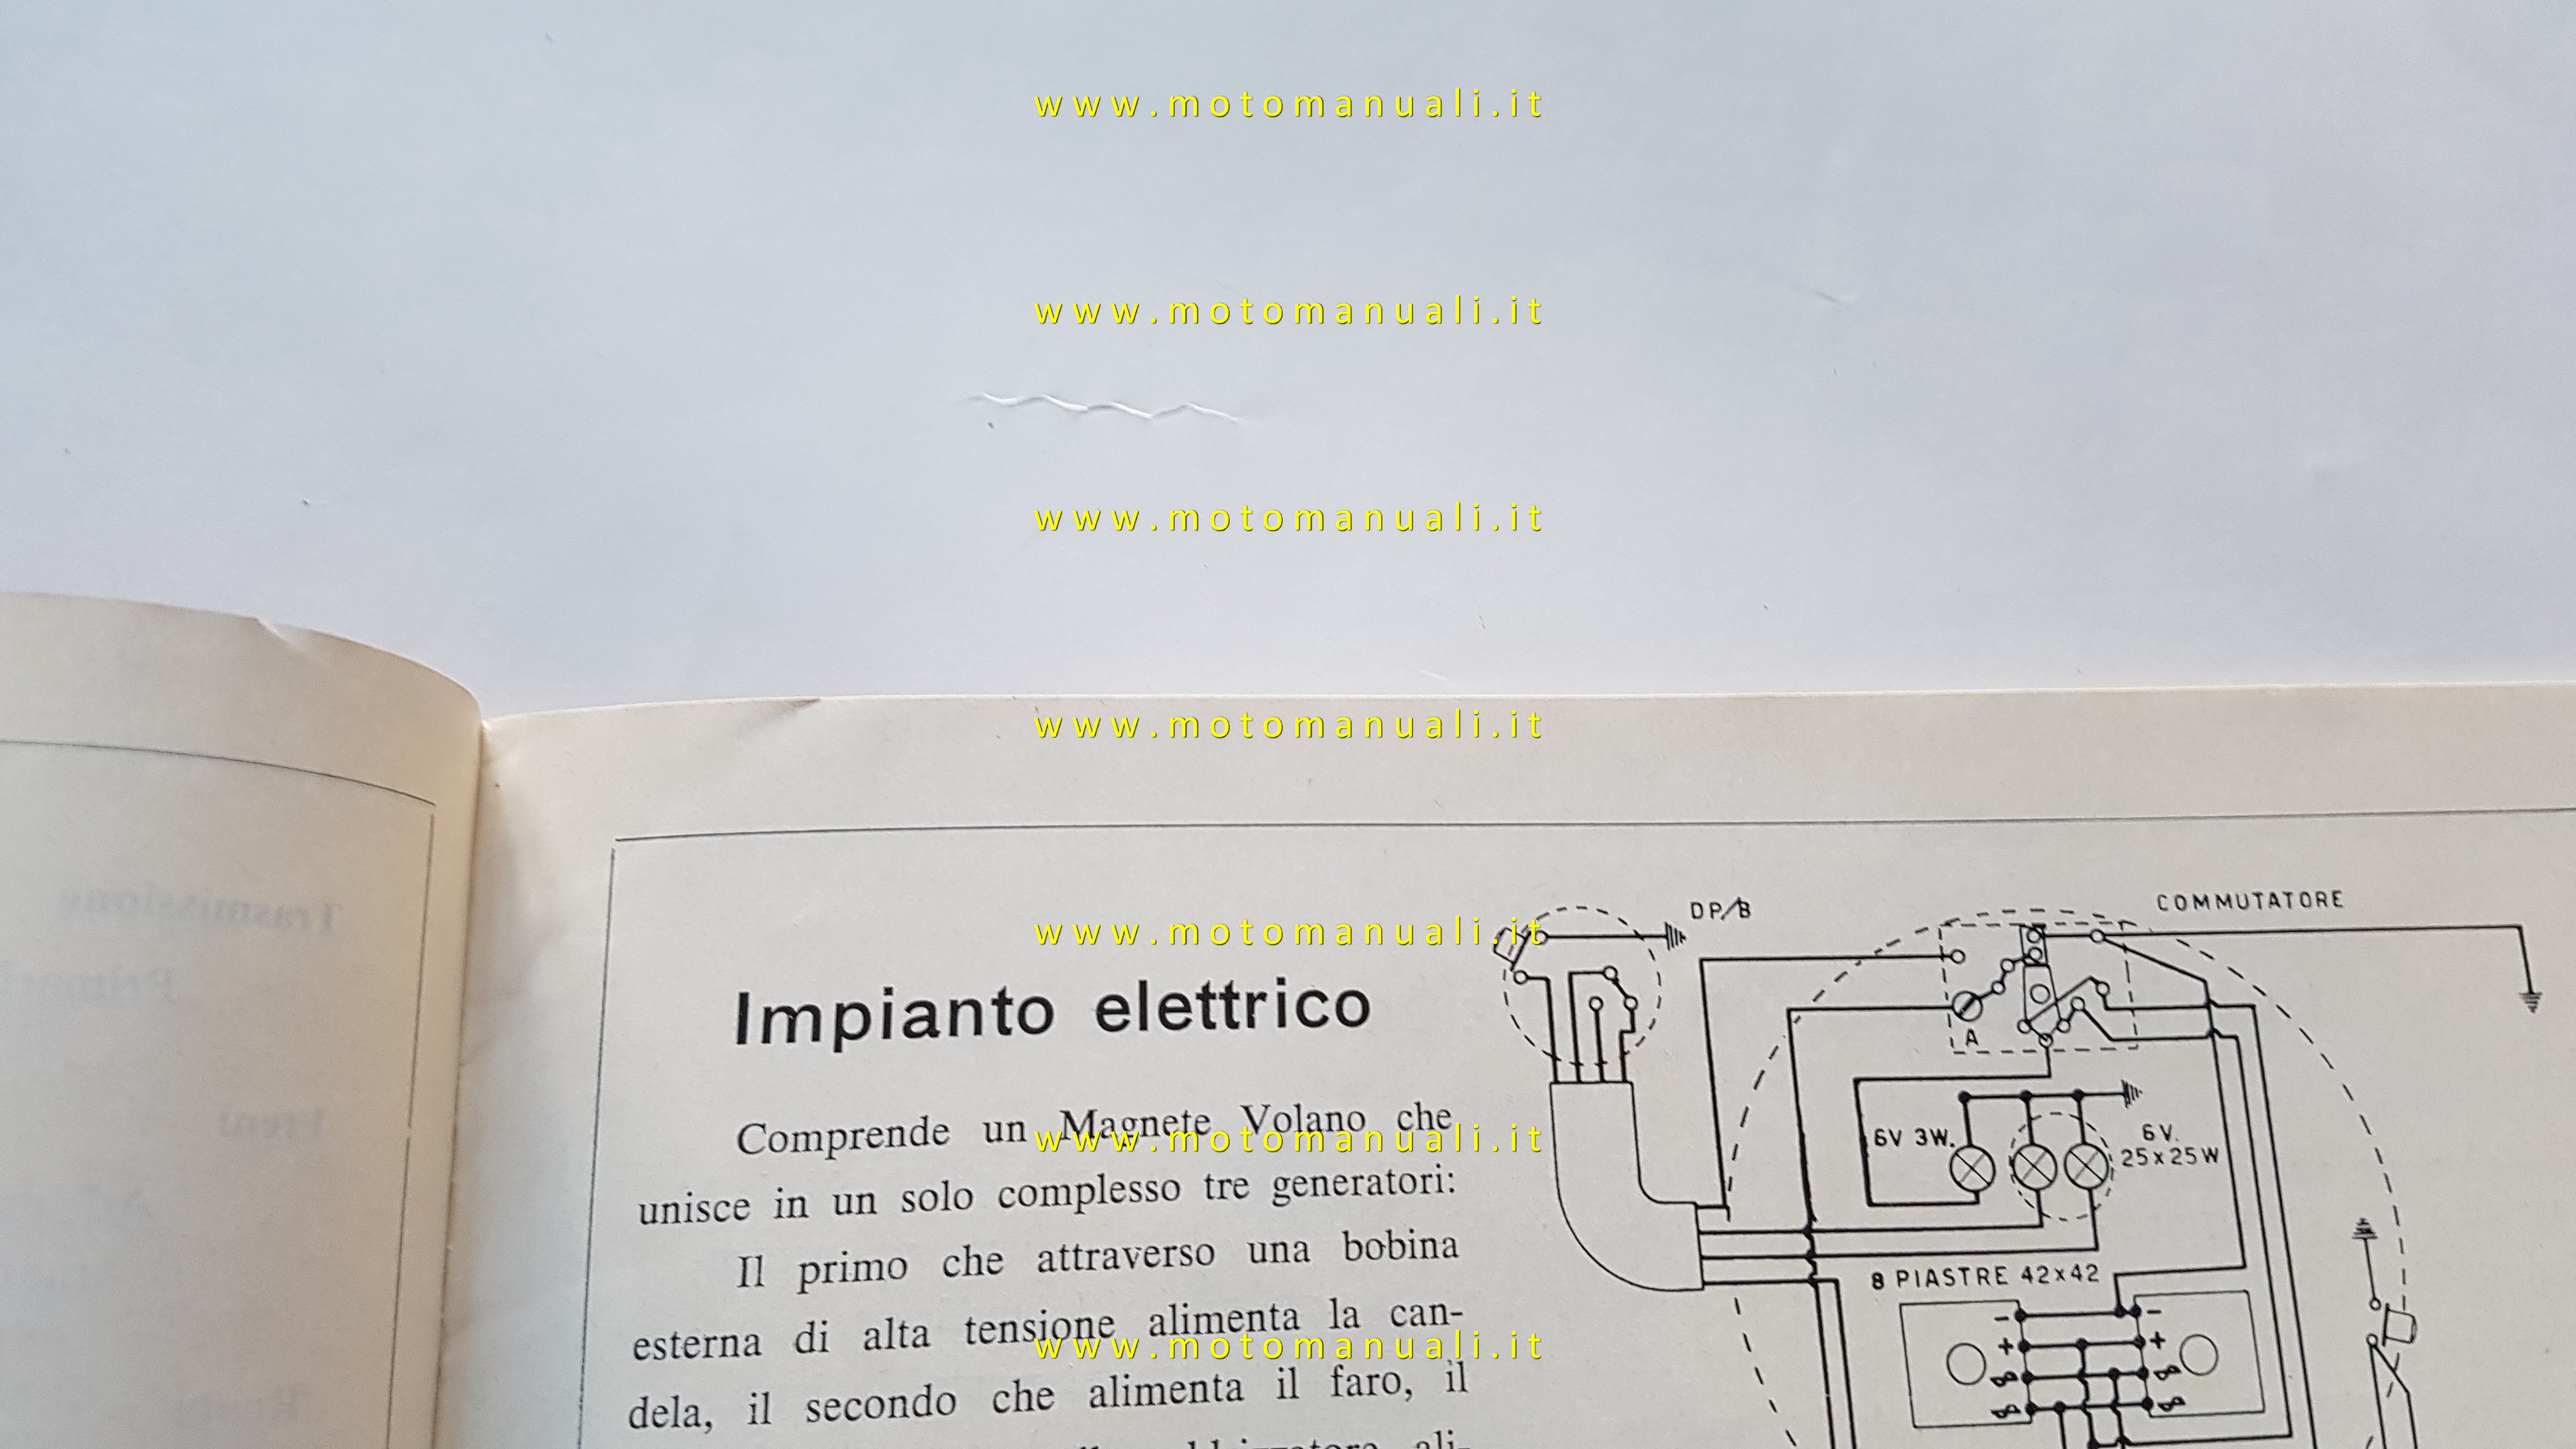 www.motomanuali.it
www.motomanuali.it
www.motomanuali.it
www.motomanuali.it
www.motomanuali.it
www.motomanuali.it
www.motomanuali.it
Trasmissione
Freni
Impianto elettrico
Comprende un Magnete Volano che
unisce in un solo complesso tre generatori:
Il primo che attraverso una bobina
esterna di alta tensione alimenta la can-
dela, il secondo che alimenta il faro, il
ali-
DP/B
COMMUTATORE
A
6V 3W.
6V.
25x25W
8 PIASTRE 42x42
- -
+ +